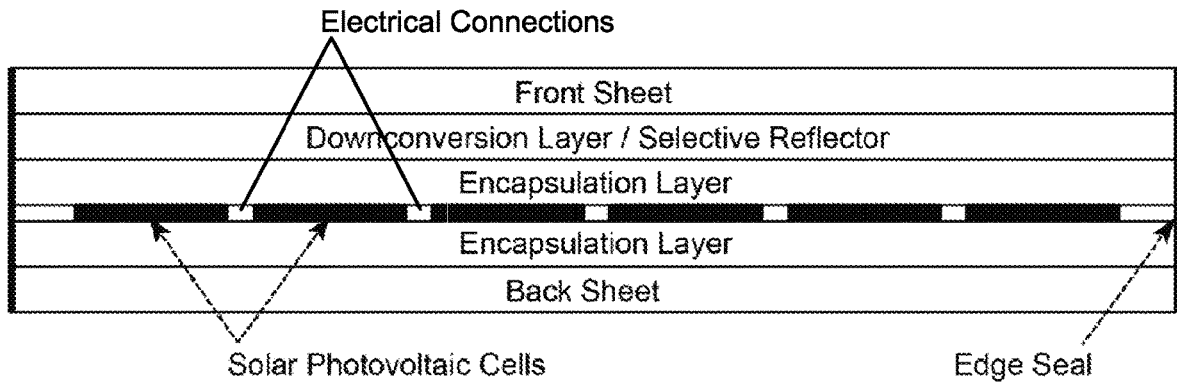 Electrical Connections
Front Sheet
Downconversion Layer / Selective Reflector
Encapsulation Layer
Encapsulation Layer
Back Sheet
Solar Photovoltaic Cells
Edge Seal